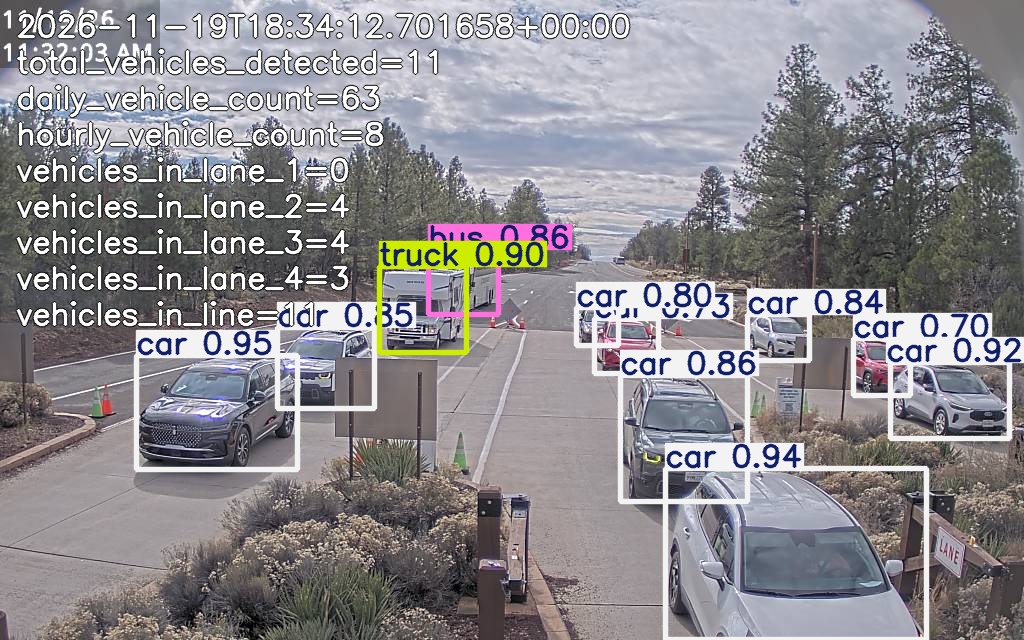 2026-11-19T18:34:12.701658+00:00
11:32:03 AM
total_vehicles_detected=11
daily_vehicle_count=63
hourly_vehicle_count=8
vehicles_in_lane_1=0
vehicles_in_lane_2=4
vehicles_in_lane_3=4
vehicles_in_lane_4=3
vehicles_in_line=11
bus 0.86
truck 0.90
car 0.80
car 0.84
car 0.85
car 0.70
car 0.95
car 0.86
car 0.92
car 0.94
LANE